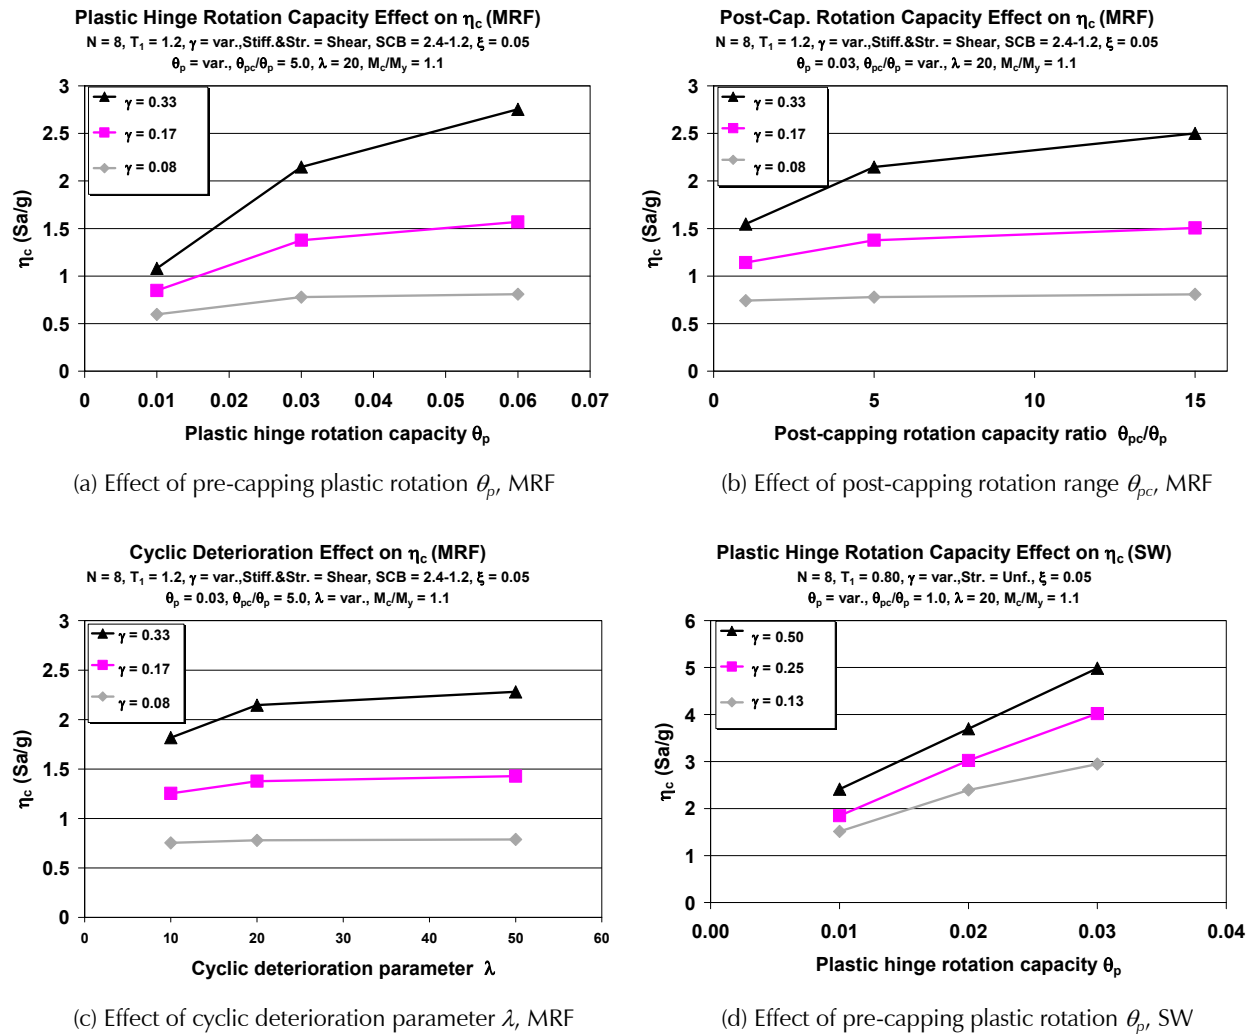 Plastic Hinge Rotation Capacity Effect on ηc (MRF)
N = 8, T1 = 1.2, γ = var.,Stiff.&Str. = Shear, SCB = 2.4-1.2, ξ = 0.05
θp = var., θpc/θp = 5.0, λ = 20, Mc/My = 1.1
γ = 0.33
γ = 0.17
γ = 0.08
3
2.5
2
1.5
1
0.5
0
ηc (Sa/g)
0 0.01 0.02 0.03 0.04 0.05 0.06 0.07
Plastic hinge rotation capacity θp
(a) Effect of pre-capping plastic rotation θp, MRF
Post-Cap. Rotation Capacity Effect on ηc (MRF)
N = 8, T1 = 1.2, γ = var.,Stiff.&Str. = Shear, SCB = 2.4-1.2, ξ = 0.05
θp = 0.03, θpc/θp = var., λ = 20, Mc/My = 1.1
γ = 0.33
γ = 0.17
γ = 0.08
3
2.5
2
1.5
1
0.5
0
ηc (Sa/g)
0 5 10 15
Post-capping rotation capacity ratio θpc/θp
(b) Effect of post-capping rotation range θpc, MRF
Cyclic Deterioration Effect on ηc (MRF)
N = 8, T1 = 1.2, γ = var.,Stiff.&Str. = Shear, SCB = 2.4-1.2, ξ = 0.05
θp = 0.03, θpc/θp = 5.0, λ = var., Mc/My = 1.1
γ = 0.33
γ = 0.17
γ = 0.08
3
2.5
2
1.5
1
0.5
0
ηc (Sa/g)
0 10 20 30 40 50 60
Cyclic deterioration parameter λ
(c) Effect of cyclic deterioration parameter λ, MRF
Plastic Hinge Rotation Capacity Effect on ηc (SW)
N = 8, T1 = 0.80, γ = var.,Str. = Unf., ξ = 0.05
θp = var., θpc/θp = 1.0, λ = 20, Mc/My = 1.1
γ = 0.50
γ = 0.25
γ = 0.13
6
5
4
3
2
1
0
ηc (Sa/g)
0.00 0.01 0.02 0.03 0.04
Plastic hinge rotation capacity θp
(d) Effect of pre-capping plastic rotation θp, SW